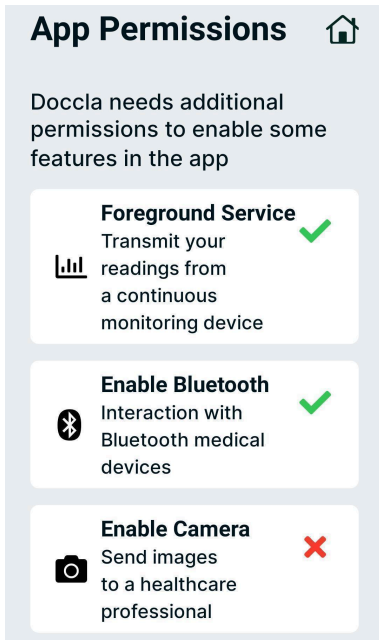 App Permissions
Doccla needs additional
permissions to enable some
features in the app
Foreground Service
Transmit your
readings from
a continuous
monitoring device
Enable Bluetooth
Interaction with
Bluetooth medical
devices
Enable Camera
Send images
to a healthcare
professional